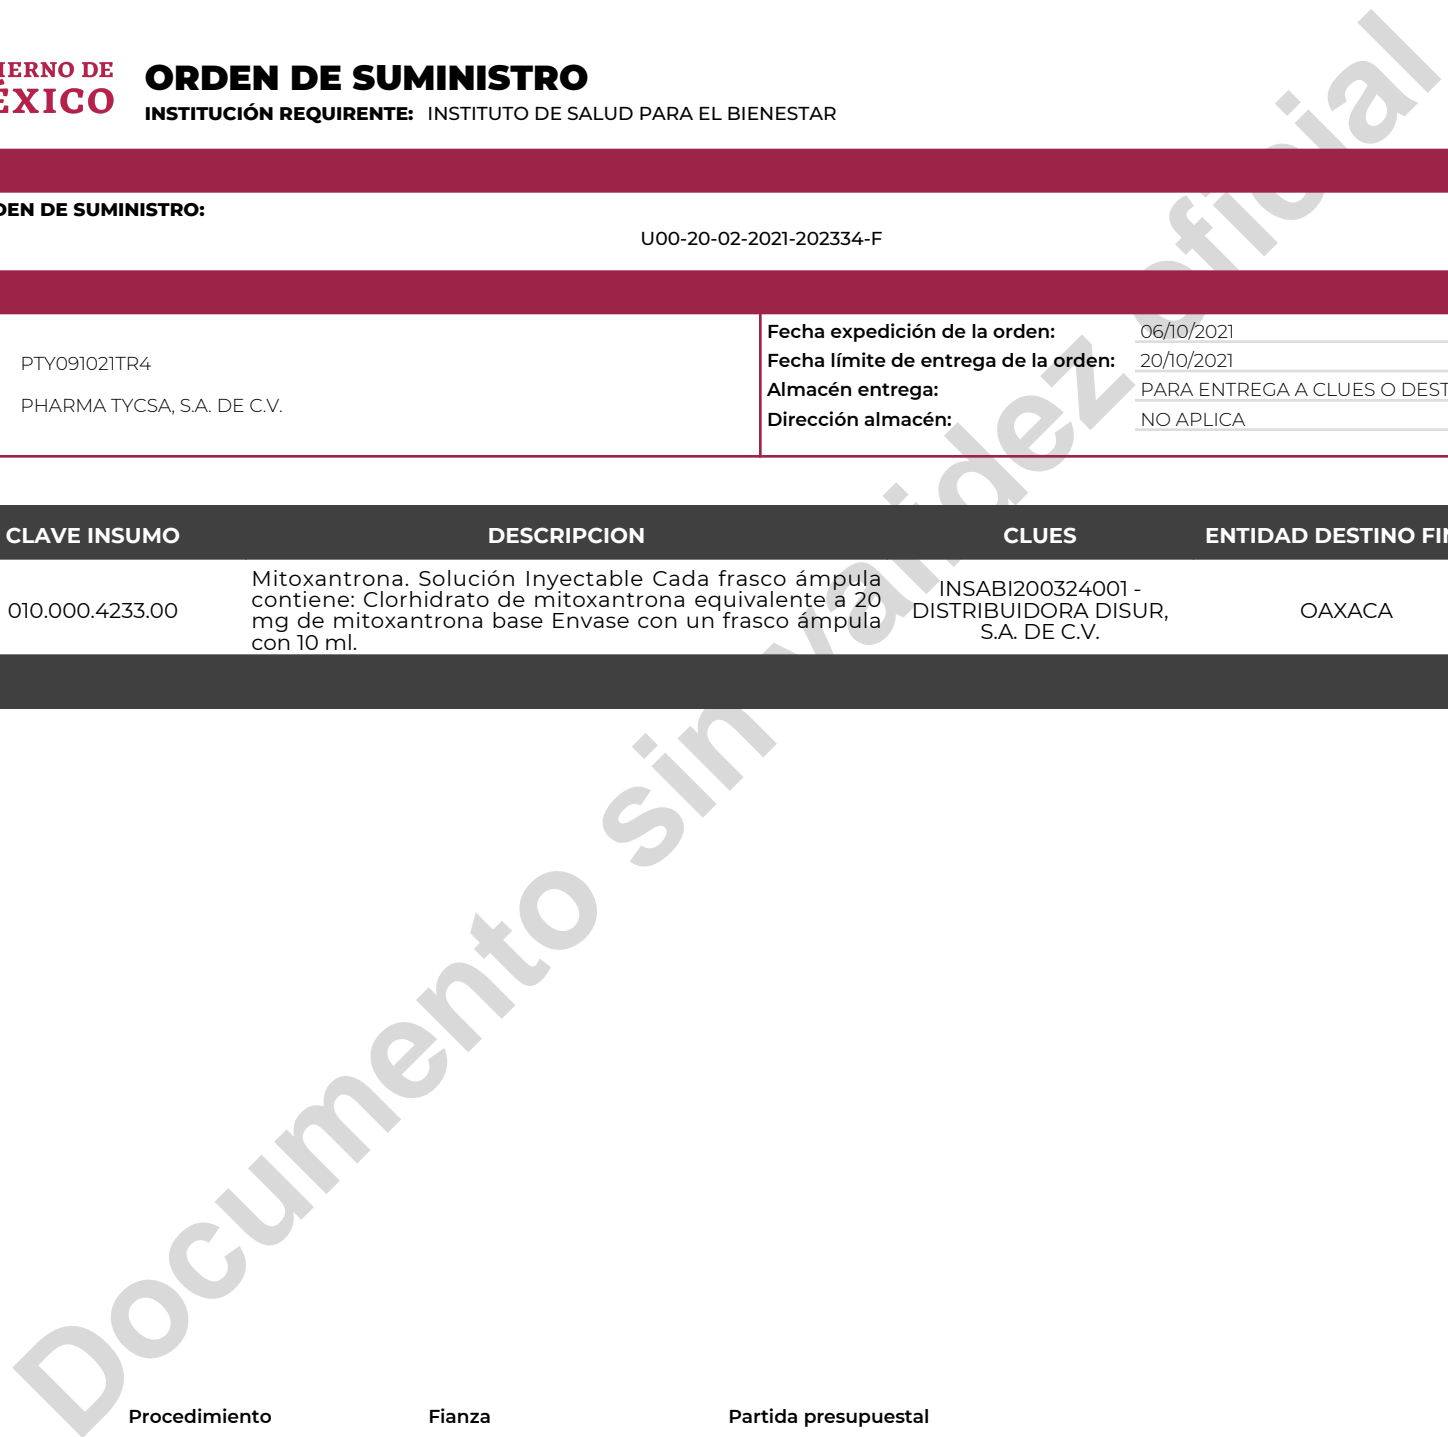 IERNO DE
ÉXICO
ORDEN DE SUMINISTRO
INSTITUCIÓN REQUIRENTE: INSTITUTO DE SALUD PARA EL BIENESTAR
DEN DE SUMINISTRO:
U00-20-02-2021-202334-F
PTY091021TR4
PHARMA TYCSA, S.A. DE C.V.
Fecha expedición de la orden: 06/10/2021
Fecha límite de entrega de la orden: 20/10/2021
Almacén entrega: PARA ENTREGA A CLUES O DEST
Dirección almacén: NO APLICA
CLAVE INSUMO DESCRIPCION CLUES ENTIDAD DESTINO FIN
010.000.4233.00
Mitoxantrona. Solución Inyectable Cada frasco ámpula
contiene: Clorhidrato de mitoxantrona equivalente a 20
mg de mitoxantrona base Envase con un frasco ámpula
con 10 ml.
INSABI200324001 -
DISTRIBUIDORA DISUR,
S.A. DE C.V.
OAXACA
Documento sin validez oficial
Procedimiento Fianza Partida presupuestal